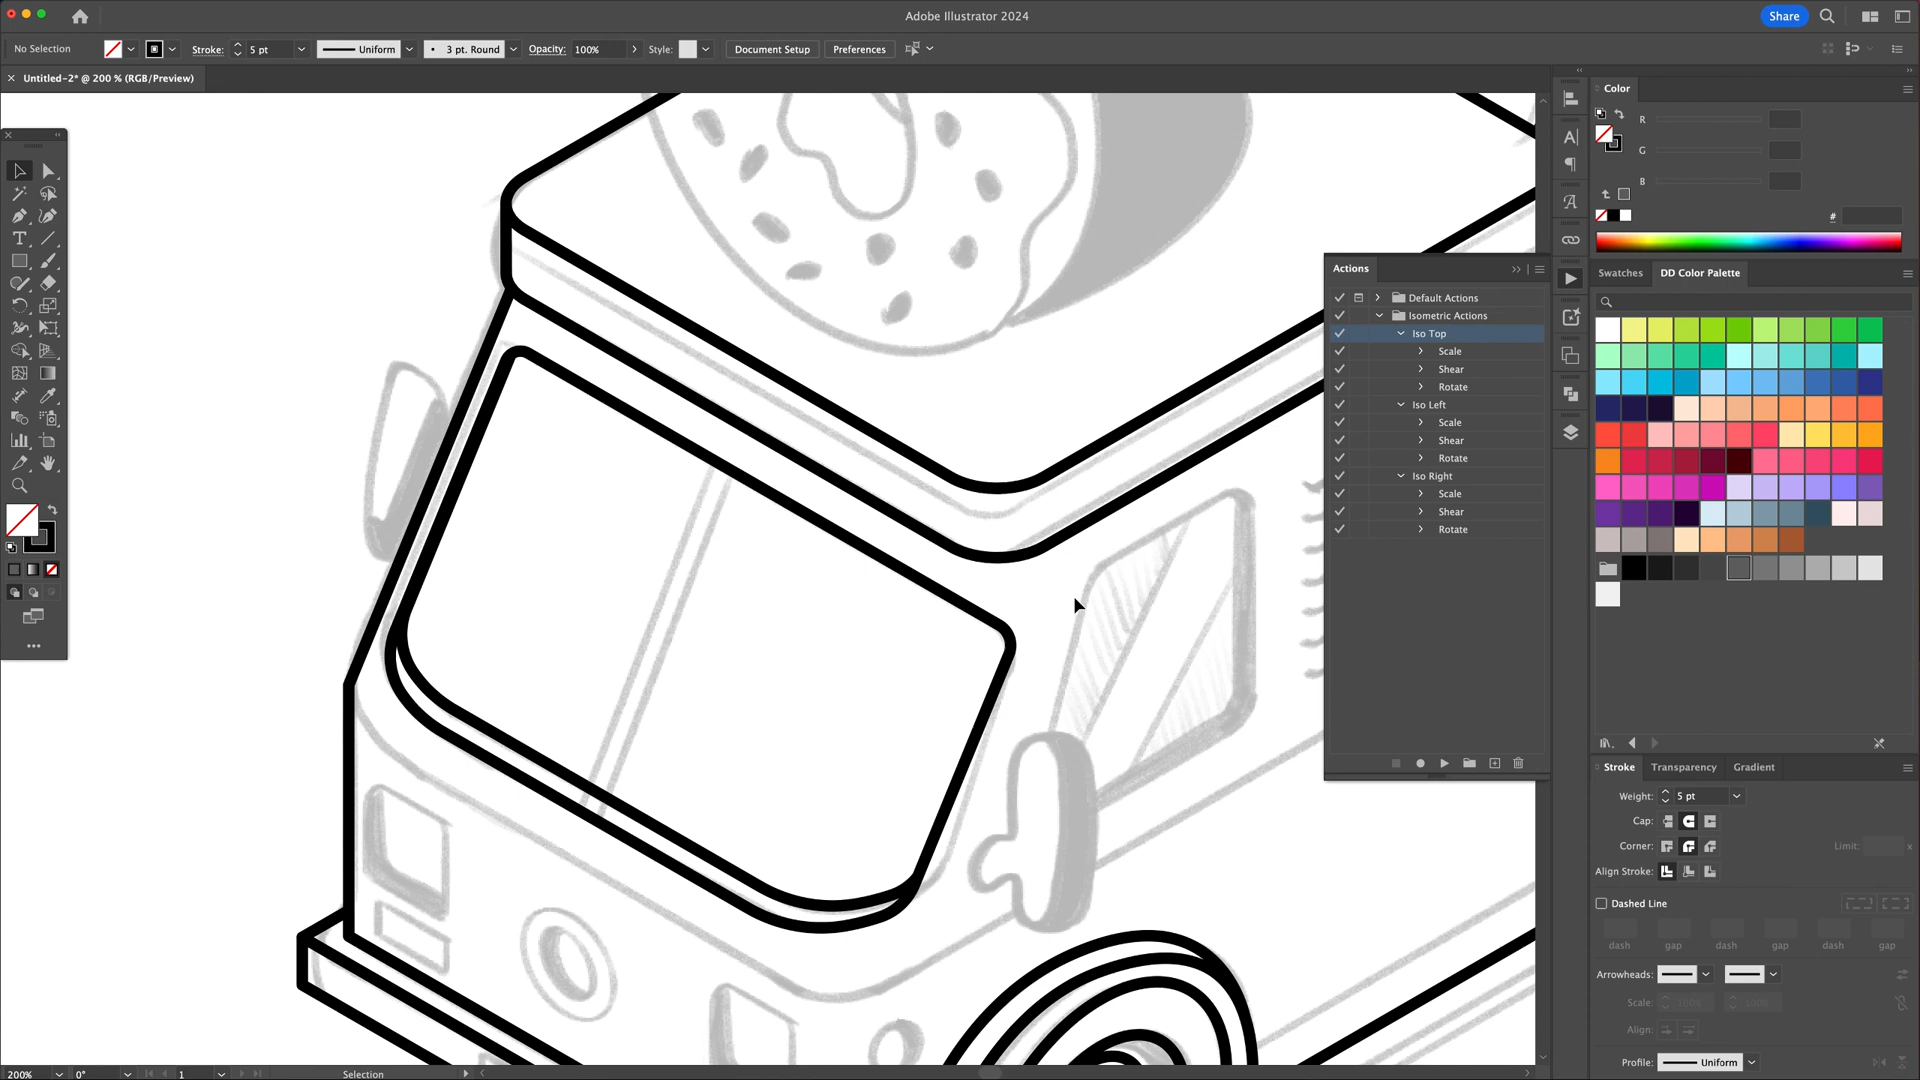 Adobe Illustrator 2024
Share
No Selection
Stroke:
5 pt
Uniform
3 pt. Round
Opacity:
100%
Style:
Document Setup
Preferences
Untitled-2* @ 200 % (RGB/Preview)
Color
R
G
B
#
Swatches
DD Color Palette
Actions
Default Actions
Isometric Actions
Iso Top
Scale
Shear
Rotate
Iso Left
Scale
Shear
Rotate
Iso Right
Scale
Shear
Rotate
Stroke
Transparency
Gradient
Weight:
5 pt
Cap:
Corner:
Limit:
x
Align Stroke:
Dashed Line
dash
gap
dash
gap
dash
gap
Arrowheads:
Scale:
100%
100%
Align:
Profile:
Uniform
200%
0°
1
Selection